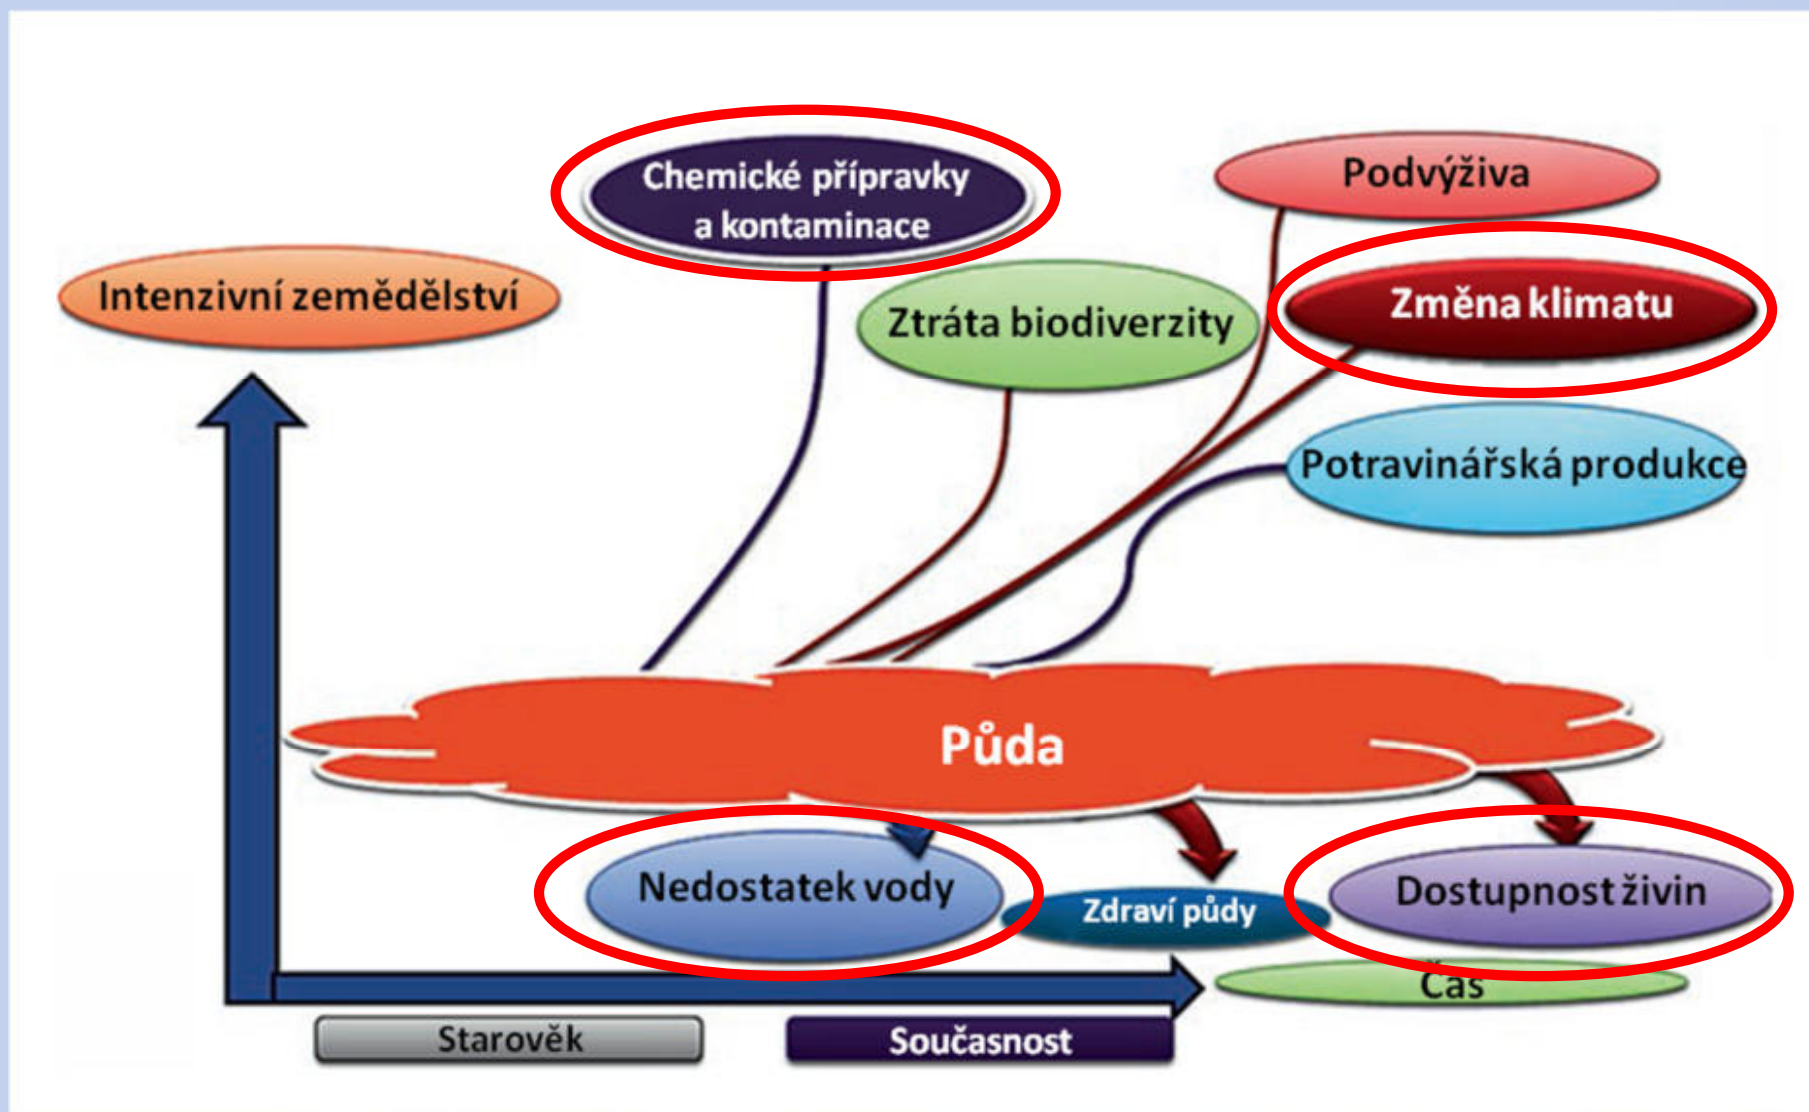 Chemické přípravky
a kontaminace
Podvýživa
Intenzivní zemědělství
Ztráta biodiverzity
Změna klimatu
Potravinářská produkce
Půda
Nedostatek vody
Zdraví půdy
Dostupnost živin
Čas
Starověk
Současnost